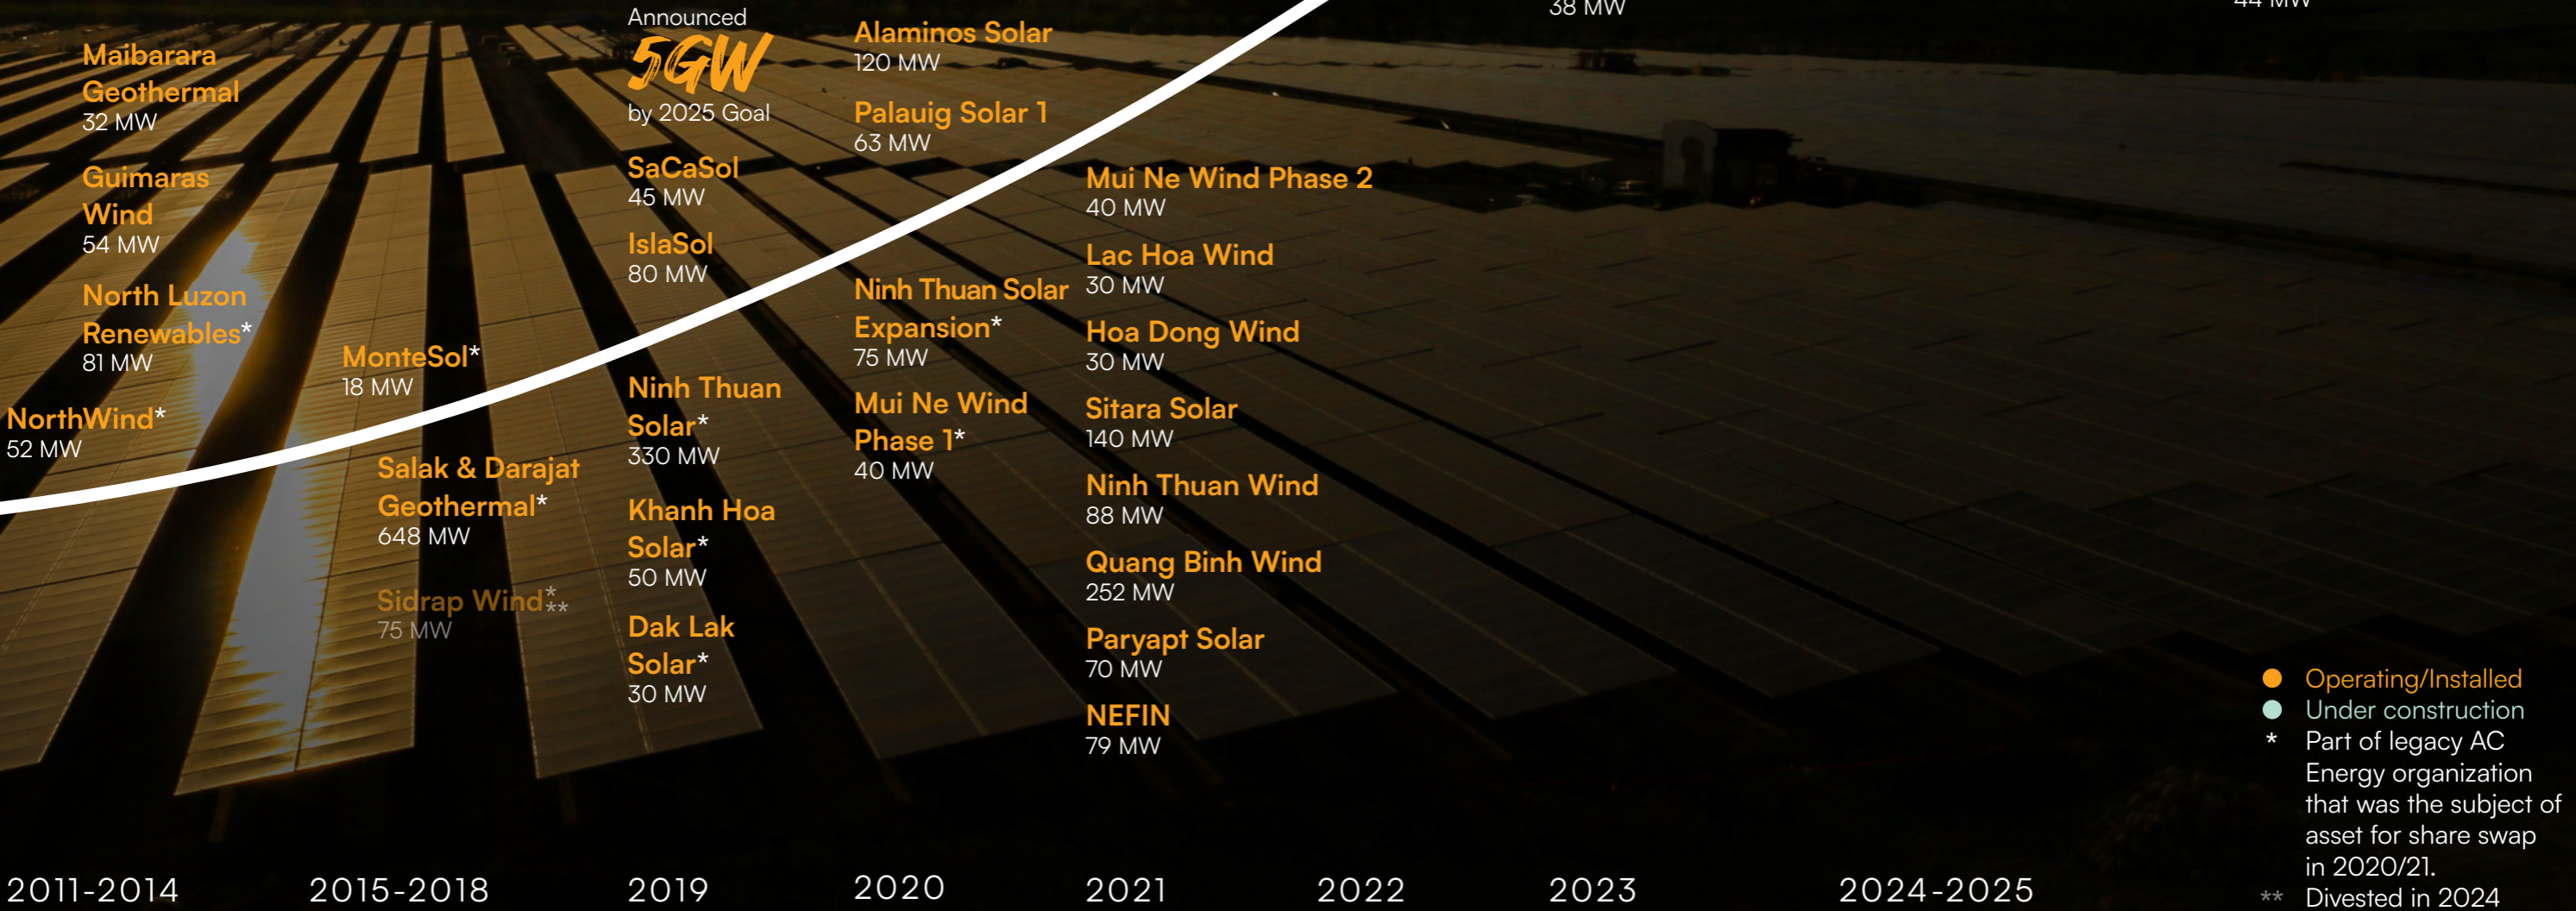 38 MW
44 MW
Maibarara
Geothermal
32 MW
Guimaras
Wind
54 MW
North Luzon
Renewables*
81 MW
NorthWind*
52 MW
MonteSol*
18 MW
Salak & Darajat
Geothermal*
648 MW
Sidrap Wind*
**
75 MW
Announced
5GW
by 2025 Goal
SaCaSol
45 MW
IslaSol
80 MW
Ninh Thuan
Solar*
330 MW
Khanh Hoa
Solar*
50 MW
Dak Lak
Solar*
30 MW
Alaminos Solar
120 MW
Palauig Solar 1
63 MW
Ninh Thuan Solar
Expansion*
75 MW
Mui Ne Wind
Phase 1*
40 MW
Mui Ne Wind Phase 2
40 MW
Lac Hoa Wind
30 MW
Hoa Dong Wind
30 MW
Sitara Solar
140 MW
Ninh Thuan Wind
88 MW
Quang Binh Wind
252 MW
Paryapt Solar
70 MW
NEFIN
79 MW
Operating/Installed
Under construction
* Part of legacy AC
Energy organization
that was the subject of
asset for share swap
in 2020/21.
** Divested in 2024
2011-2014
2015-2018
2019
2020
2021
2022
2023
2024-2025